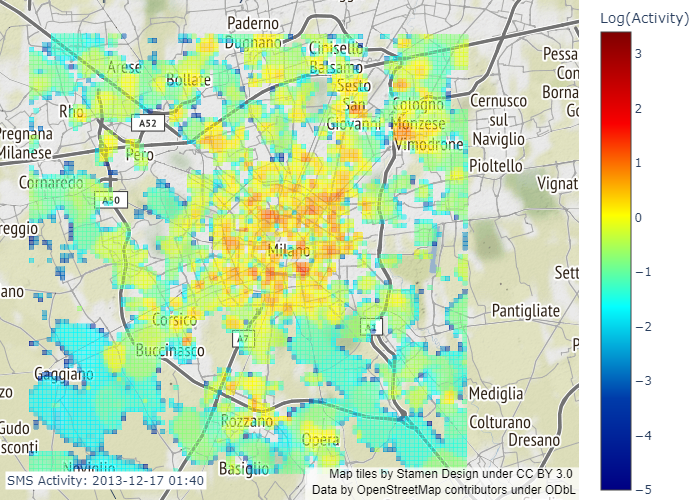 Log(Activity)
Paderno
Dugnano
Cinisello
Balsamo
Arese
Bollate
Sesto
San
Giovanni
Rho
A52
Cologno
Monzese
Vimodrone
Cernusco
sul
Naviglio
Pessa
Con
Borna
Go
Pregnana
Milanese
Pero
Pioltello
Cornaredo
A50
Vignat
reggio
Milano
Sett
ano
Corsico
A7
A1
Pantigliate
Buccinasco
P
Gaggiano
zo
Mediglia
Rozzano
Colturano
Gudo
sconti
Opera
Dresano
Noviglio
Basiglio
3
2
1
0
−1
−2
−3
−4
−5
SMS Activity: 2013-12-17 01:40
Map tiles by Stamen Design under CC BY 3.0
Data by OpenStreetMap contributors under ODbL